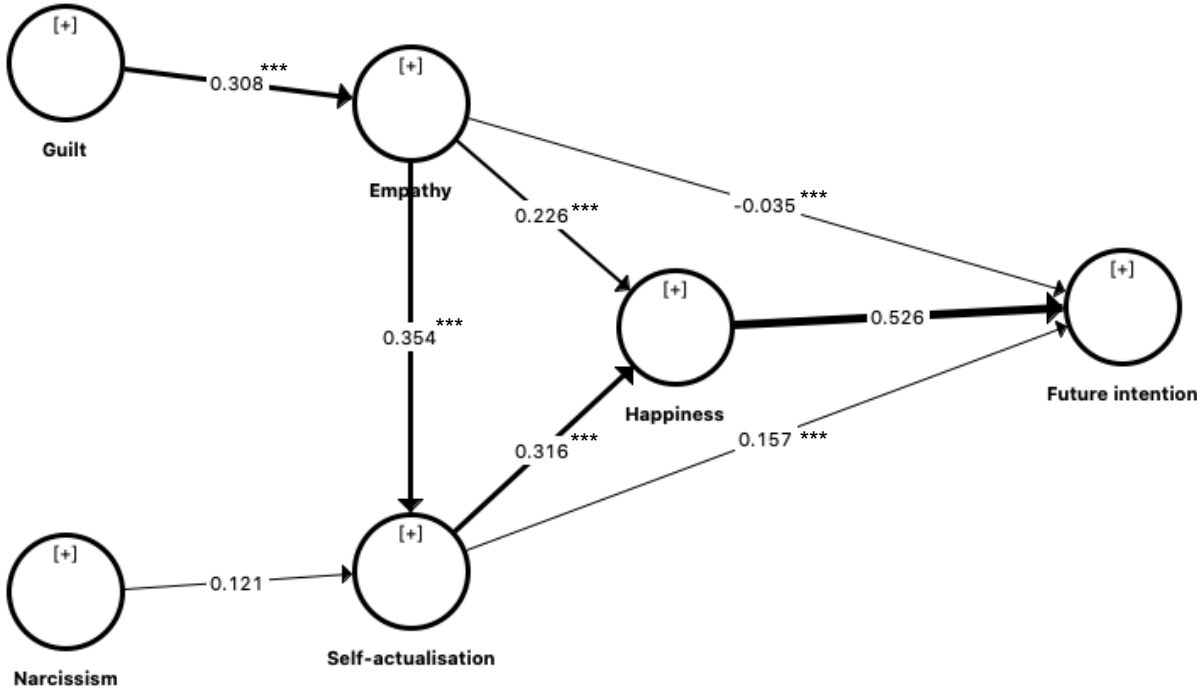 [+]
Guilt
0.308 ***
[+]
Empathy
-0.035 ***
0.226 ***
[+]
Happiness
0.526
[+]
Future intention
0.354 ***
0.316 ***
0.157 ***
[+]
Narcissism
0.121
[+]
Self-actualisation